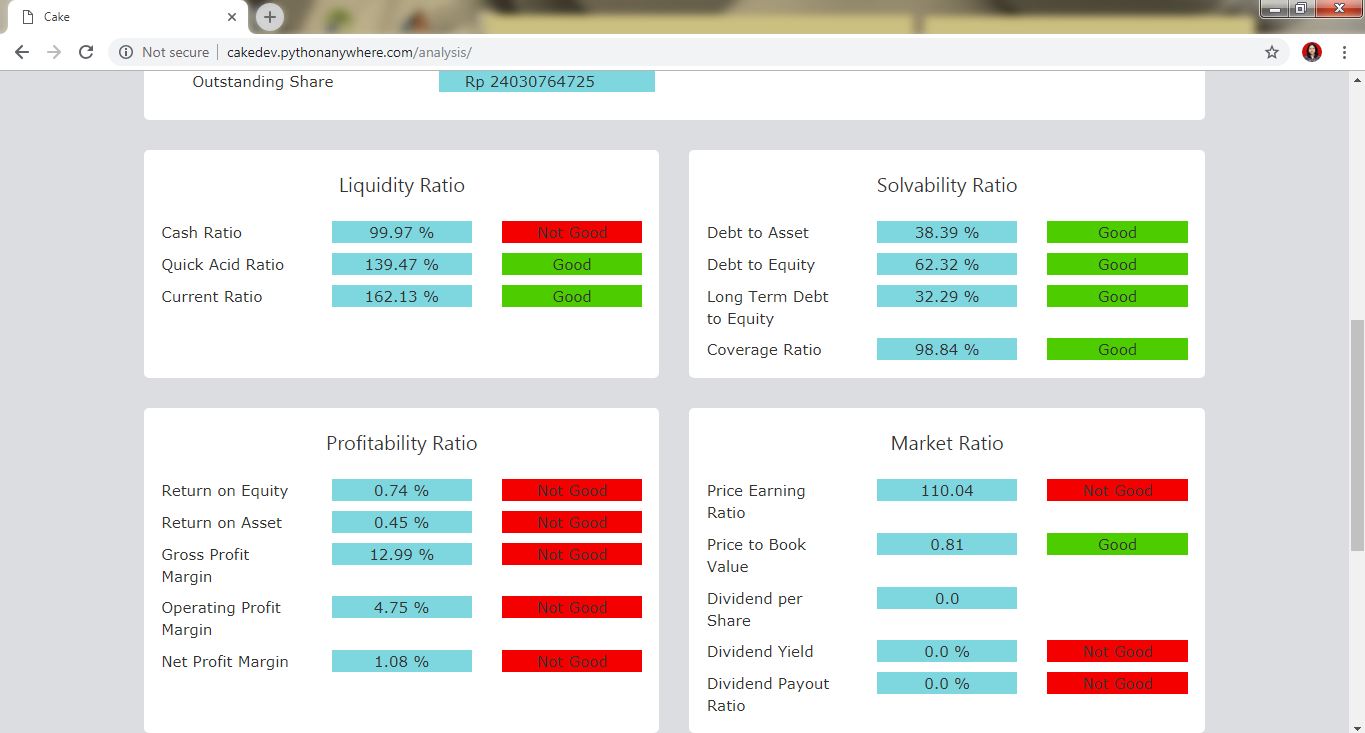 Cake
Not secure cakedev.pythonanywhere.com/analysis/
Outstanding Share Rp 24030764725
Liquidity Ratio
Cash Ratio 99.97 % Not Good
Quick Acid Ratio 139.47 % Good
Current Ratio 162.13 % Good
Solvability Ratio
Debt to Asset 38.39 % Good
Debt to Equity 62.32 % Good
Long Term Debt 32.29 % Good
to Equity
Coverage Ratio 98.84 % Good
Profitability Ratio
Return on Equity 0.74 % Not Good
Return on Asset 0.45 % Not Good
Gross Profit 12.99 % Not Good
Margin
Operating Profit 4.75 % Not Good
Margin
Net Profit Margin 1.08 % Not Good
Market Ratio
Price Earning 110.04 Not Good
Ratio
Price to Book 0.81 Good
Value
Dividend per 0.0
Share
Dividend Yield 0.0 % Not Good
Dividend Payout 0.0 % Not Good
Ratio